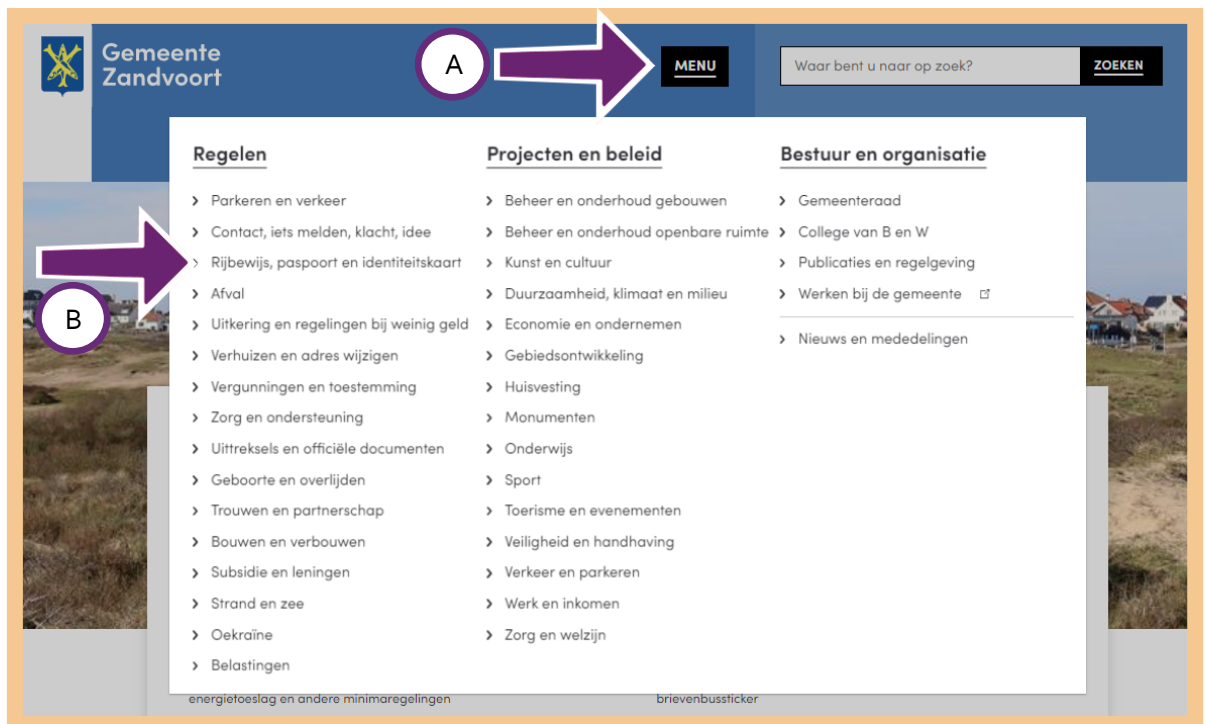 Gemeente
Zandvoort
A
MENU
Waar bent u naar op zoek?
ZOEKEN
Regelen
Parkeren en verkeer
Contact, iets melden, klacht, idee
Rijbewijs, paspoort en identiteitskaart
Afval
Uitkering en regelingen bij weinig geld
Verhuizen en adres wijzigen
Vergunningen en toestemming
Zorg en ondersteuning
Uittreksels en officiële documenten
Geboorte en overlijden
Trouwen en partnerschap
Bouwen en verbouwen
Subsidie en leningen
Strand en zee
Oekraïne
Belastingen
B
Projecten en beleid
Beheer en onderhoud gebouwen
Beheer en onderhoud openbare ruimte
Kunst en cultuur
Duurzaamheid, klimaat en milieu
Economie en ondernemen
Gebiedsontwikkeling
Huisvesting
Monumenten
Onderwijs
Sport
Toerisme en evenementen
Veiligheid en handhaving
Verkeer en parkeren
Werk en inkomen
Zorg en welzijn
Bestuur en organisatie
Gemeenteraad
College van B en W
Publicaties en regelgeving
Werken bij de gemeente
Nieuws en mededelingen
energietoeslag en andere minimaregelingen
brievenbussticker